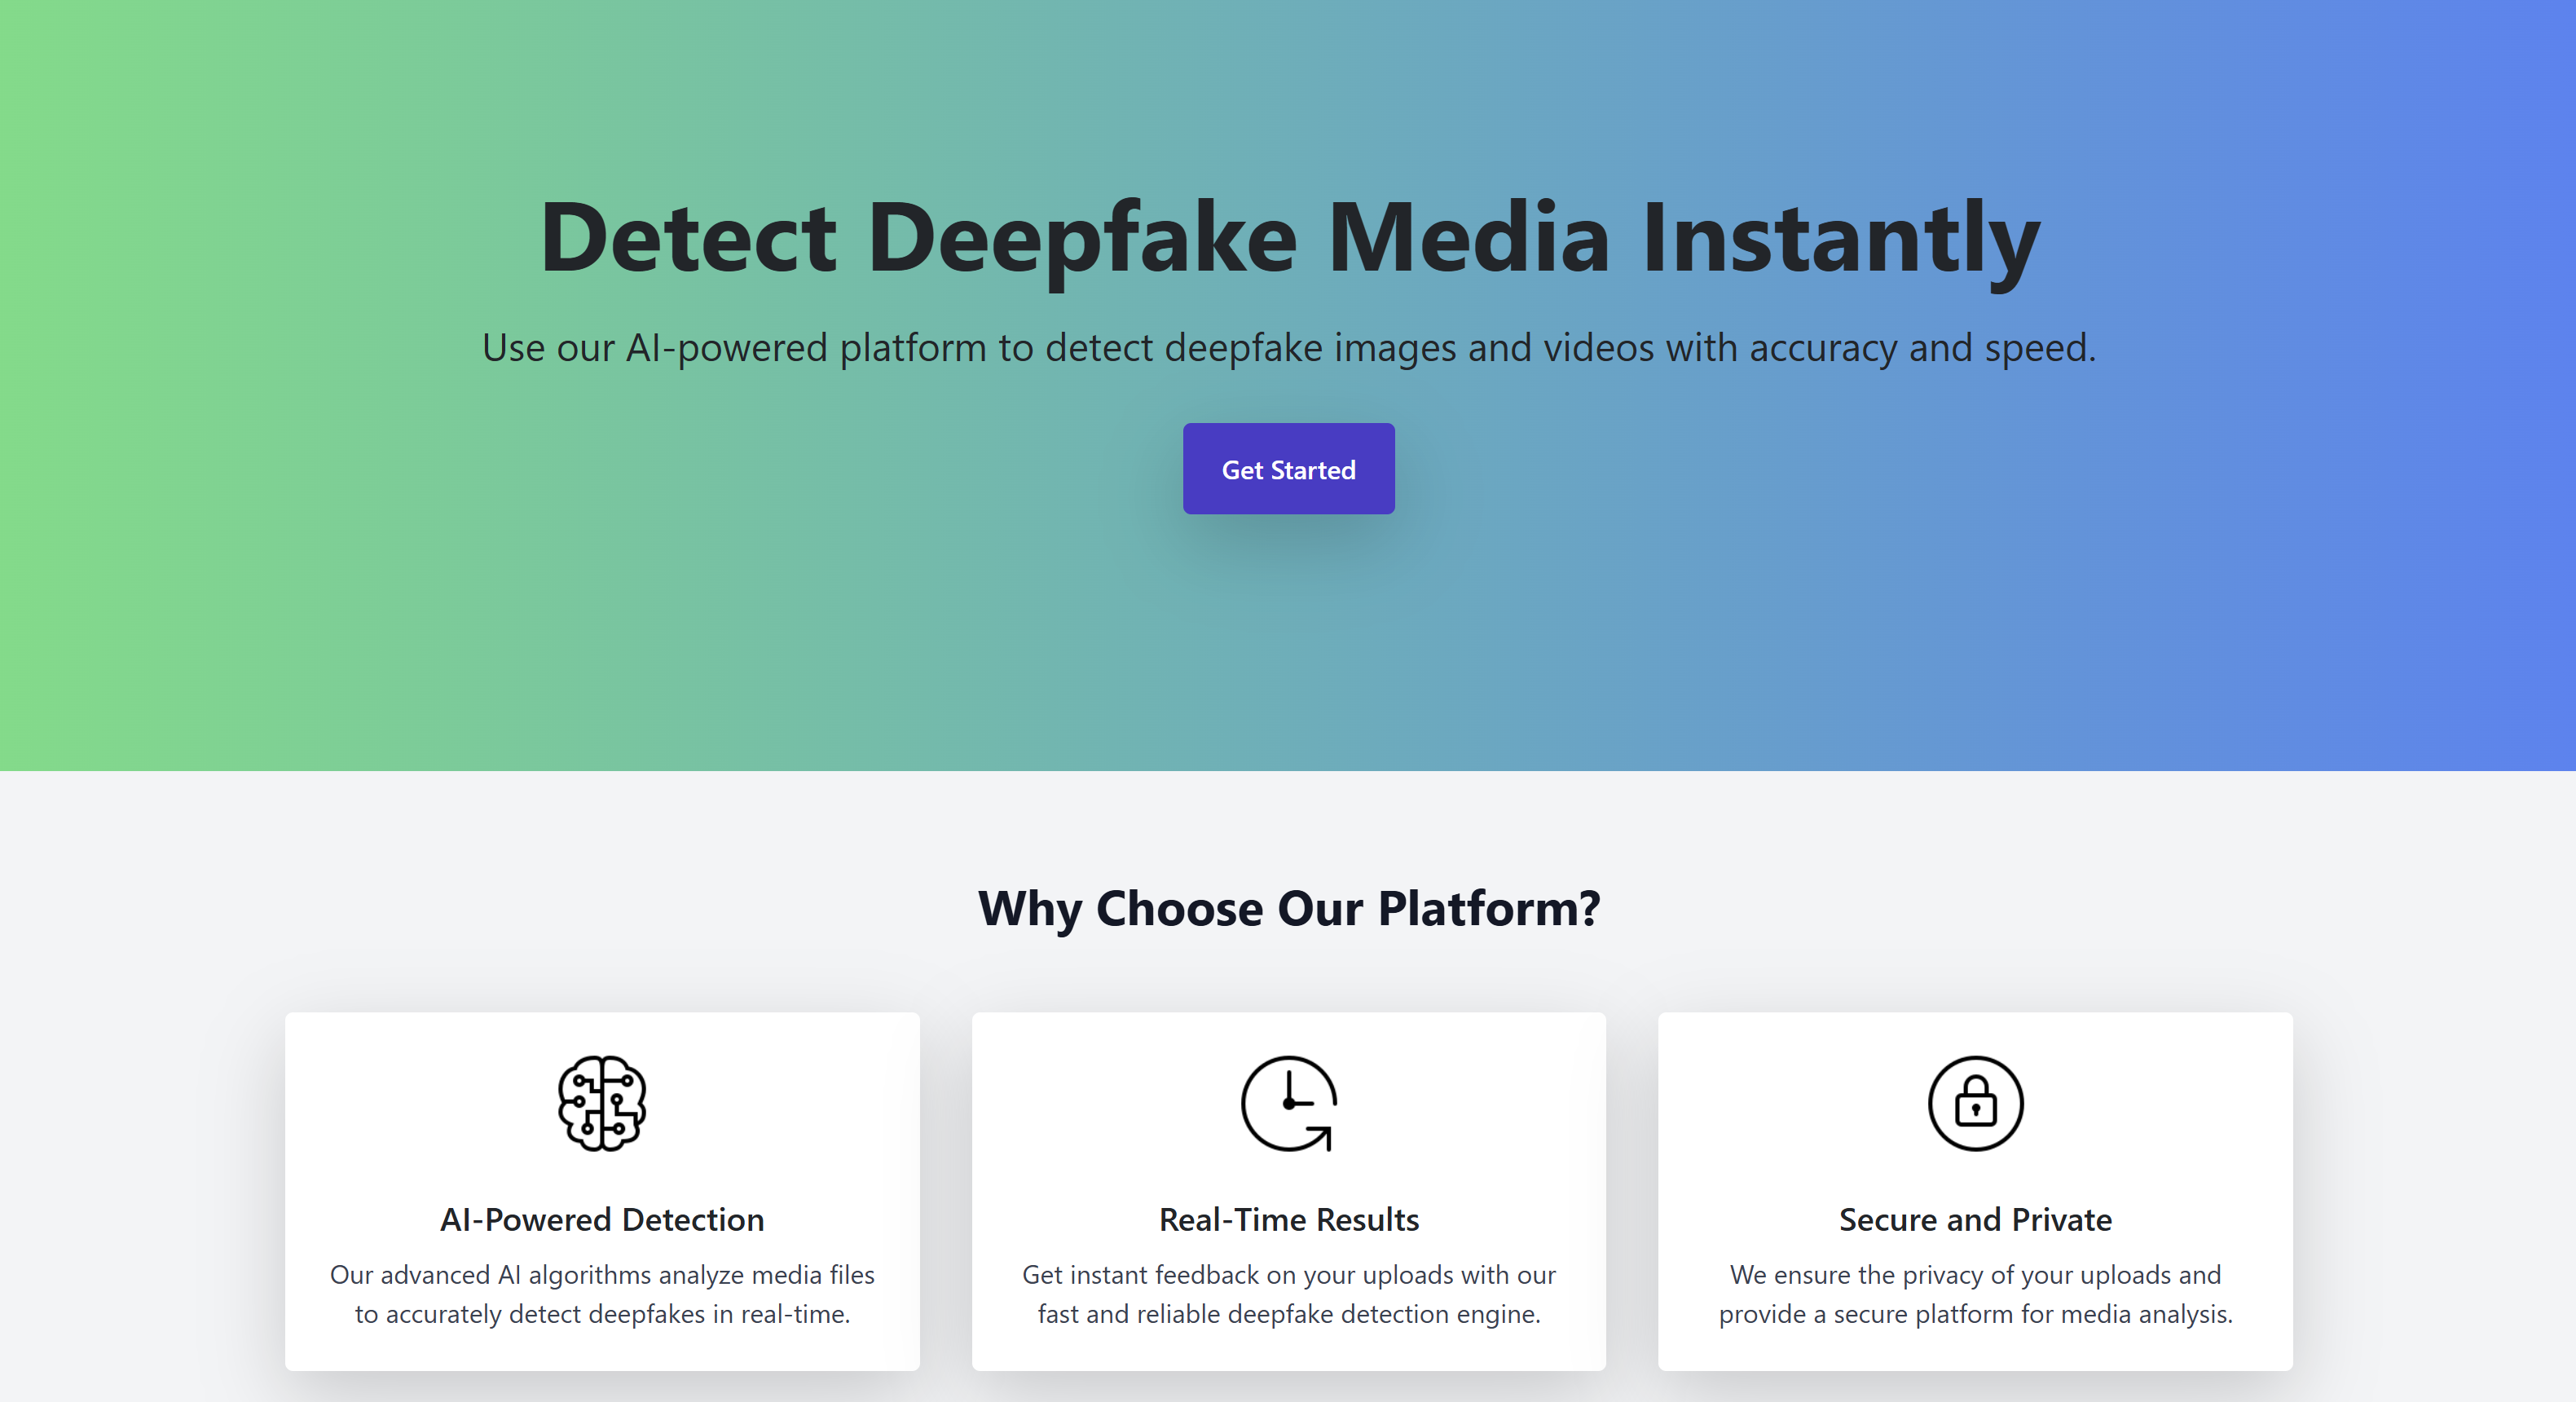 Detect Deepfake Media Instantly
Use our AI-powered platform to detect deepfake images and videos with accuracy and speed.
Get Started
Why Choose Our Platform?
AI-Powered Detection
Our advanced AI algorithms analyze media files
to accurately detect deepfakes in real-time.
Real-Time Results
Get instant feedback on your uploads with our
fast and reliable deepfake detection engine.
Secure and Private
We ensure the privacy of your uploads and
provide a secure platform for media analysis.